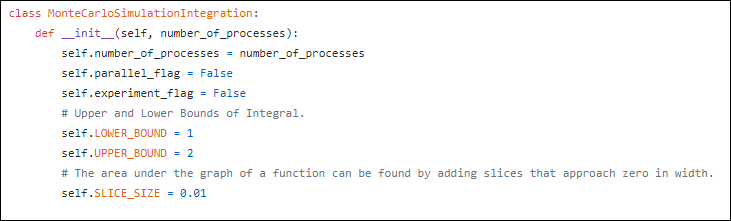 class MonteCarloSimulationIntegration:
def __init__(self, number_of_processes):
self.number_of_processes = number_of_processes
self.parallel_flag = False
self.experiment_flag = False
# Upper and Lower Bounds of Integral.
self.LOWER_BOUND = 1
self.UPPER_BOUND = 2
# The area under the graph of a function can be found by adding slices that approach zero in width.
self.SLICE_SIZE = 0.01